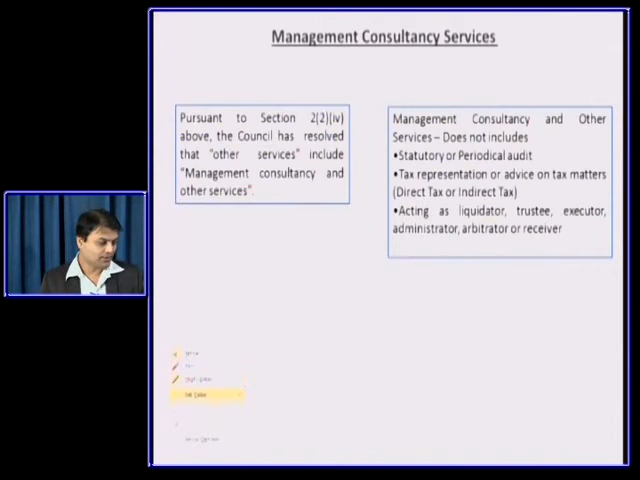 Management Consultancy Services
Pursuant to Section 2(2)(iv)
above, the Council has resolved
that "other services" include
"Management consultancy and
other services".
Management Consultancy and Other
Services – Does not includes
•Statutory or Periodical audit
•Tax representation or advice on tax matters
(Direct Tax or Indirect Tax)
•Acting as liquidator, trustee, executor,
administrator, arbitrator or receiver